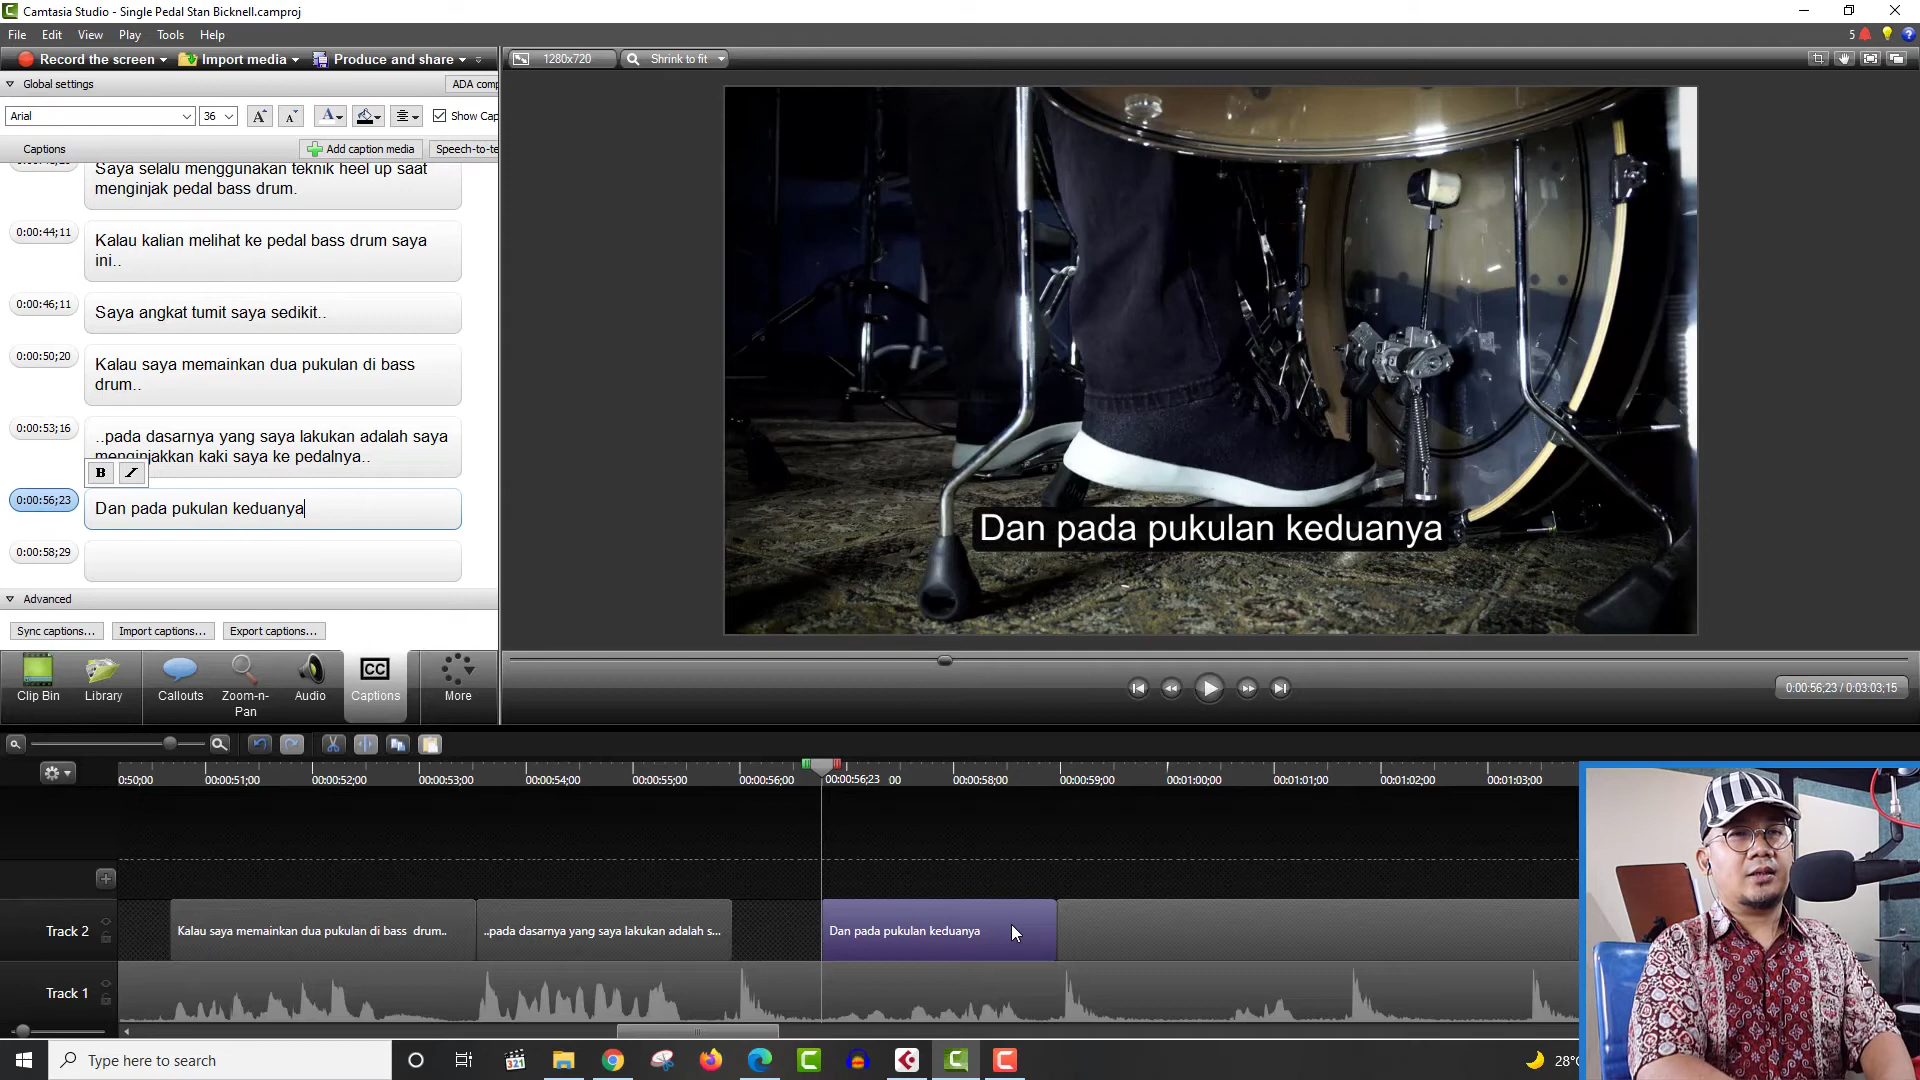 Camtasia Studio - Single Pedal Stan Bicknell.camproj
File Edit View Play Tools Help
5
Record the screen Import media Produce and share
1280x720 Shrink to fit
Global settings
ADA comp
Arial 36 Show Cap
Captions Add caption media Speech-to-te
Saya selalu menggunakan teknik heel up saat
menginjak pedal bass drum.
0:00:44;11
Kalau kalian melihat ke pedal bass drum saya
ini..
0:00:46;11
Saya angkat tumit saya sedikit..
0:00:50;20
Kalau saya memainkan dua pukulan di bass
drum..
0:00:53;16
..pada dasarnya yang saya lakukan adalah saya
menginjakkan kaki saya ke pedalnya..
B I
0:00:56;23
Dan pada pukulan keduanya
0:00:58;29
Dan pada pukulan keduanya
Advanced
Sync captions... Import captions... Export captions...
Clip Bin Library Callouts Zoom-n-
Pan Audio CC
Captions More
0:00:56;23 / 0:03:03;15
0:50;00 00:00:51;00 00:00:52;00 00:00:53;00 00:00:54;00 00:00:55;00 00:00:56;00 00:00:56;23 00 00:00:58;00 00:00:59;00 00:01:00;00 00:01:01;00 00:01:02;00 00:01:03;00
Track 2
Kalau saya memainkan dua pukulan di bass drum.. ..pada dasarnya yang saya lakukan adalah s... Dan pada pukulan keduanya
Track 1
Type here to search
321
28°